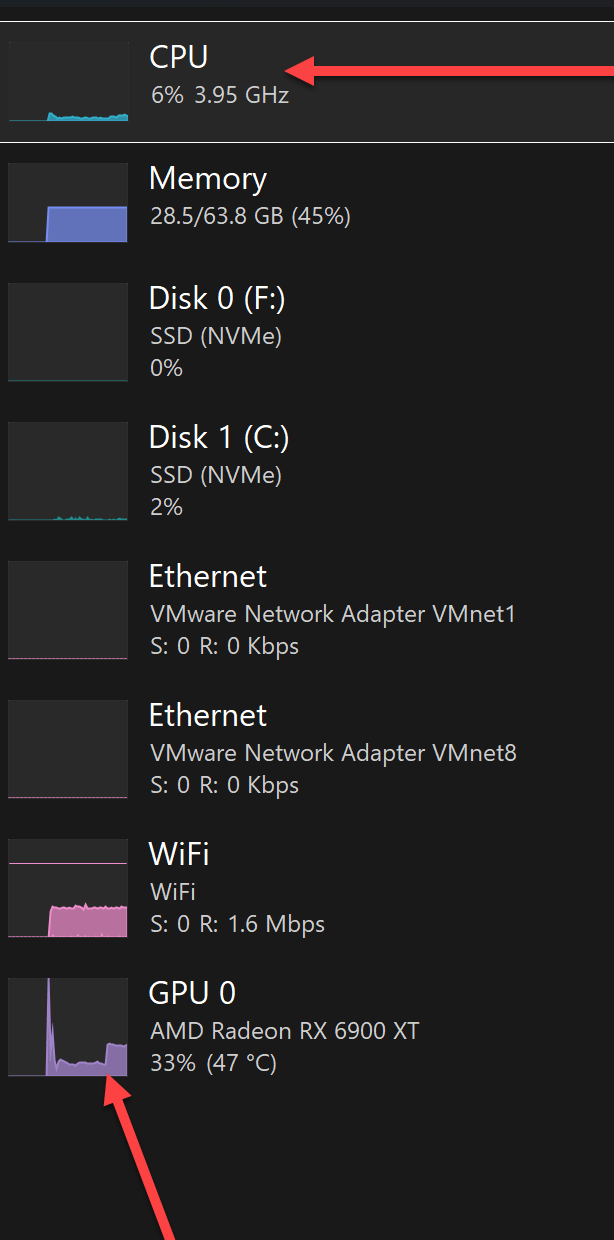 CPU
6% 3.95 GHz
Memory
28.5/63.8 GB (45%)
Disk 0 (F:)
SSD (NVMe)
0%
Disk 1 (C:)
SSD (NVMe)
2%
Ethernet
VMware Network Adapter VMnet1
S: 0 R: 0 Kbps
Ethernet
VMware Network Adapter VMnet8
S: 0 R: 0 Kbps
WiFi
WiFi
S: 0 R: 1.6 Mbps
GPU 0
AMD Radeon RX 6900 XT
33% (47 °C)